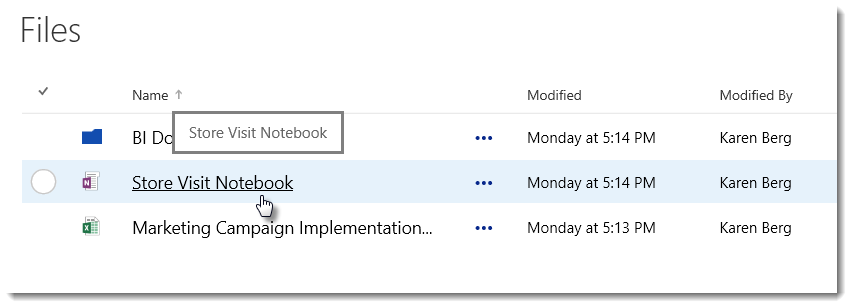 Files
Name Modified Modified By
Store Visit Notebook
BI Do ••• Monday at 5:14 PM Karen Berg
Store Visit Notebook ••• Monday at 5:14 PM Karen Berg
Marketing Campaign Implementation... ••• Monday at 5:13 PM Karen Berg